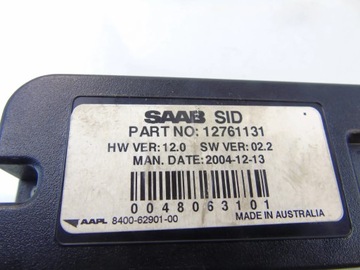 SAAB SID
PART NO: 12761131
HW VER: 12.0 SW VER: 02.2
MAN. DATE: 2004-12-13
0048063101
AAPL 8400-62901-00 MADE IN AUSTRALIA